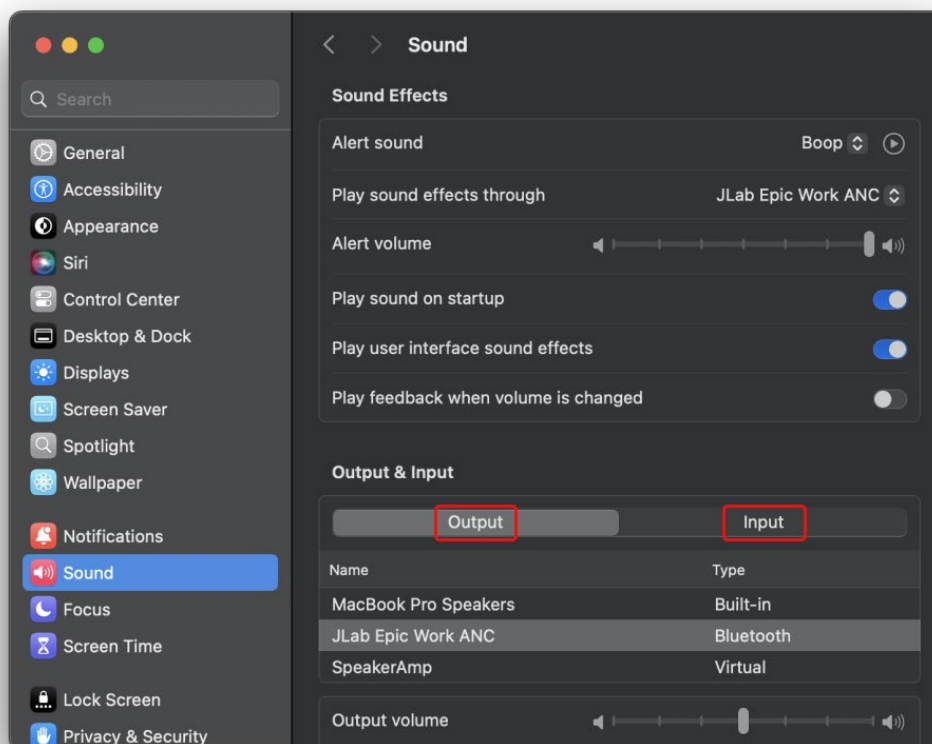 Search
General
Accessibility
Appearance
Siri
Control Center
Desktop & Dock
Displays
Screen Saver
Spotlight
Wallpaper
Notifications
Sound
Focus
Screen Time
Lock Screen
Privacy & Security
Sound
Sound Effects
Alert sound Boop
Play sound effects through JLab Epic Work ANC
Alert volume
Play sound on startup
Play user interface sound effects
Play feedback when volume is changed
Output & Input
Output Input
Name Type
MacBook Pro Speakers Built-in
JLab Epic Work ANC Bluetooth
SpeakerAmp Virtual
Output volume